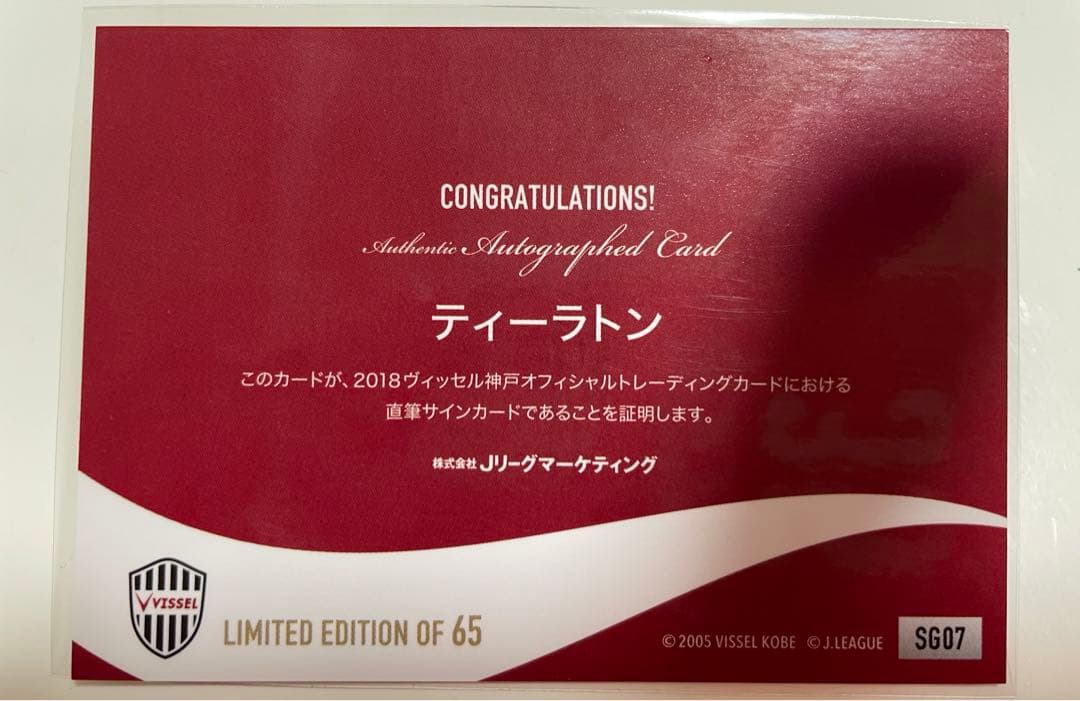 CONGRATULATIONS!
Authentic Autographed Card
ティーラトン
このカードが、2018ヴィッセル神戸オフィシャルトレーディングカードにおける
直筆サインカードであることを証明します。
株式会社 Jリーグマーケティング
VISSEL
LIMITED EDITION OF 65
© 2005 VISSEL KOBE © J.LEAGUE
SG07